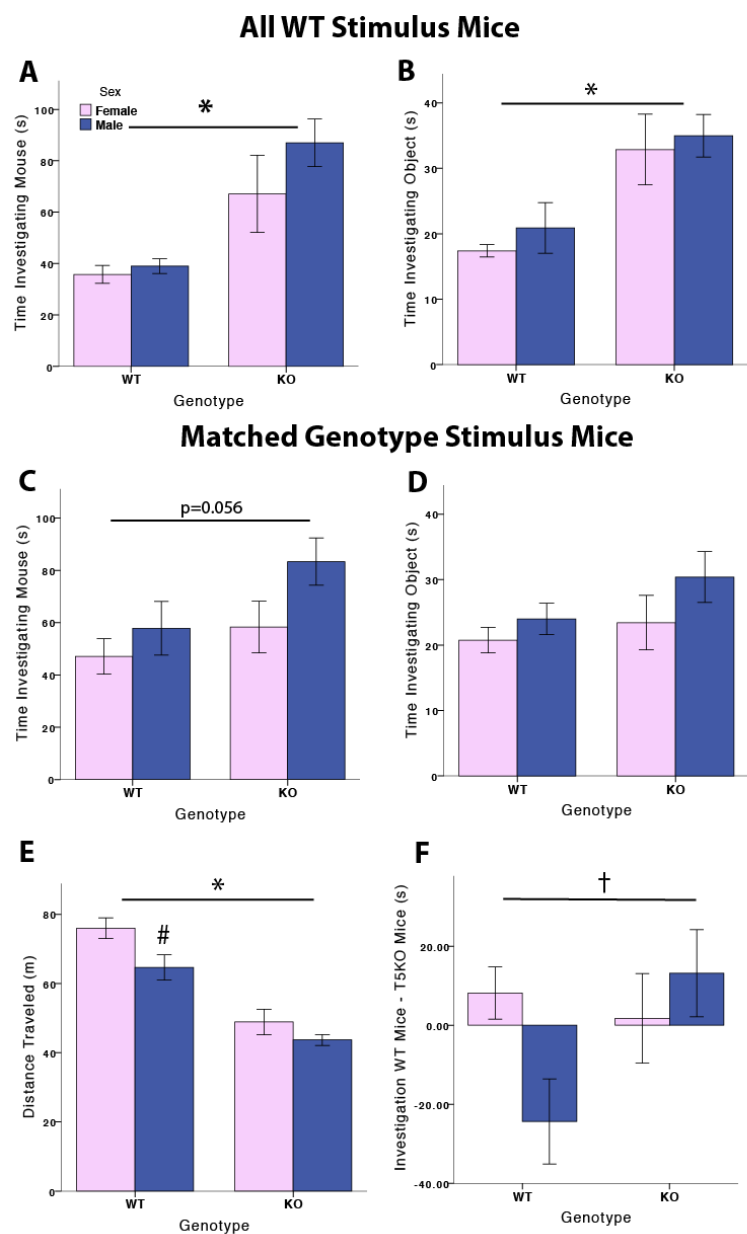 All WT Stimulus Mice
A
B
Sex
Female
Male
*
*
Time Investigating Mouse (s)
100
80
60
40
20
0
WT
KO
Genotype
Time Investigating Object (s)
40
30
20
10
0
WT
KO
Genotype
Matched Genotype Stimulus Mice
C
D
p=0.056
Time Investigating Mouse (s)
100
80
60
40
20
0
WT
KO
Genotype
Time Investigating Object (s)
40
30
20
10
0
WT
KO
Genotype
E
F
*
#
†
Distance Traveled (m)
80
60
40
20
0
WT
KO
Genotype
Investigation WT Mice - T5KO Mice (s)
20.00
0.00
-20.00
-40.00
WT
KO
Genotype